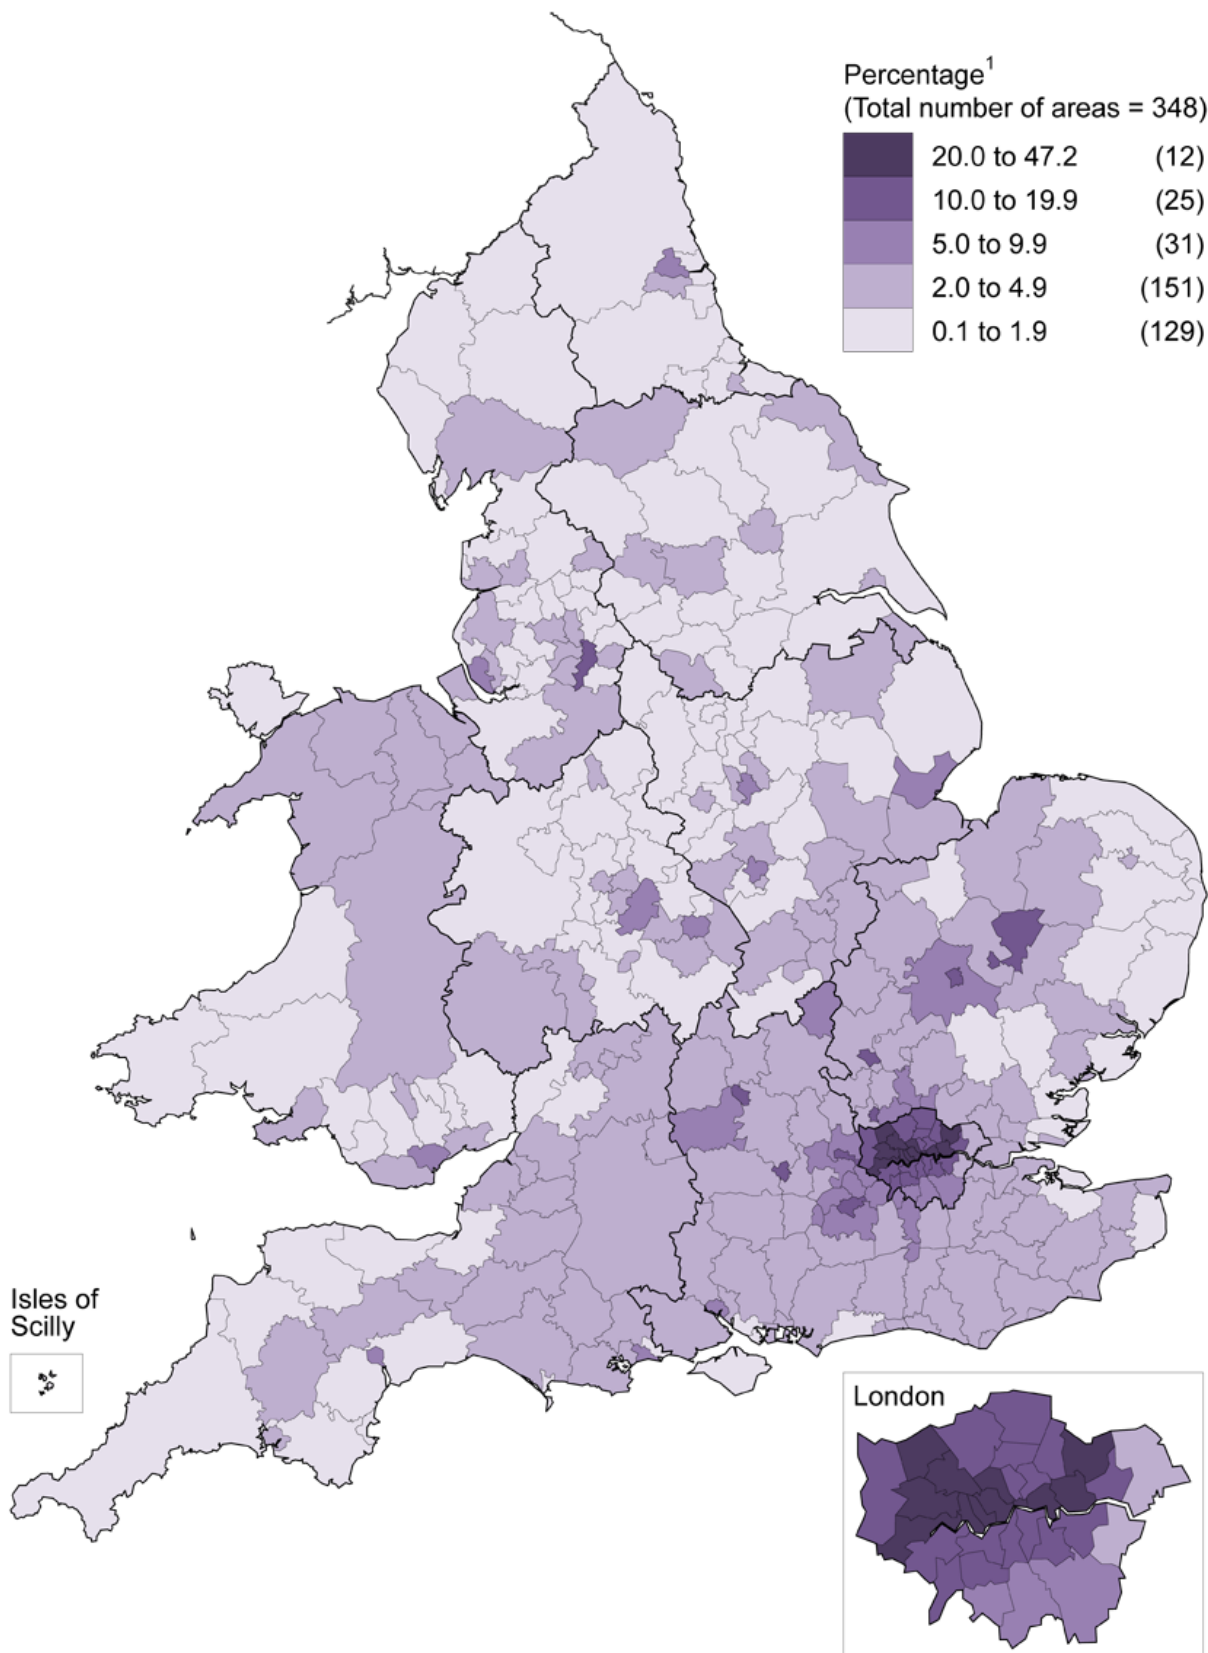 Percentage¹
(Total number of areas = 348)
20.0 to 47.2 (12)
10.0 to 19.9 (25)
5.0 to 9.9 (31)
2.0 to 4.9 (151)
0.1 to 1.9 (129)
Isles of
Scilly
London